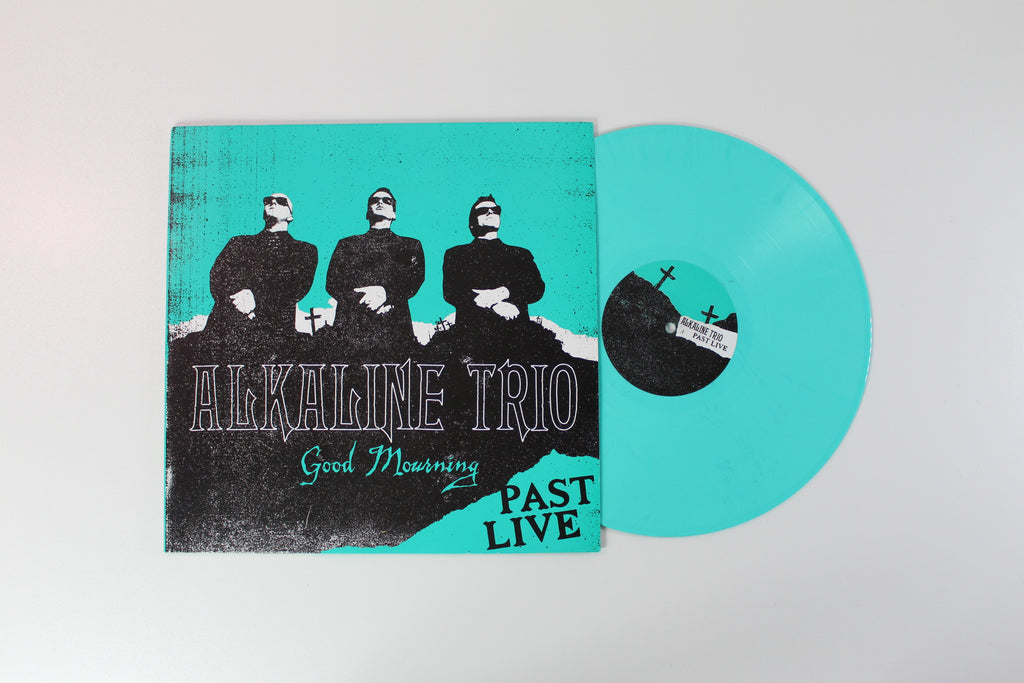 ALKALINE TRIO
Good Mourning
PAST
LIVE
ALKALINE TRIO
PAST LIVE